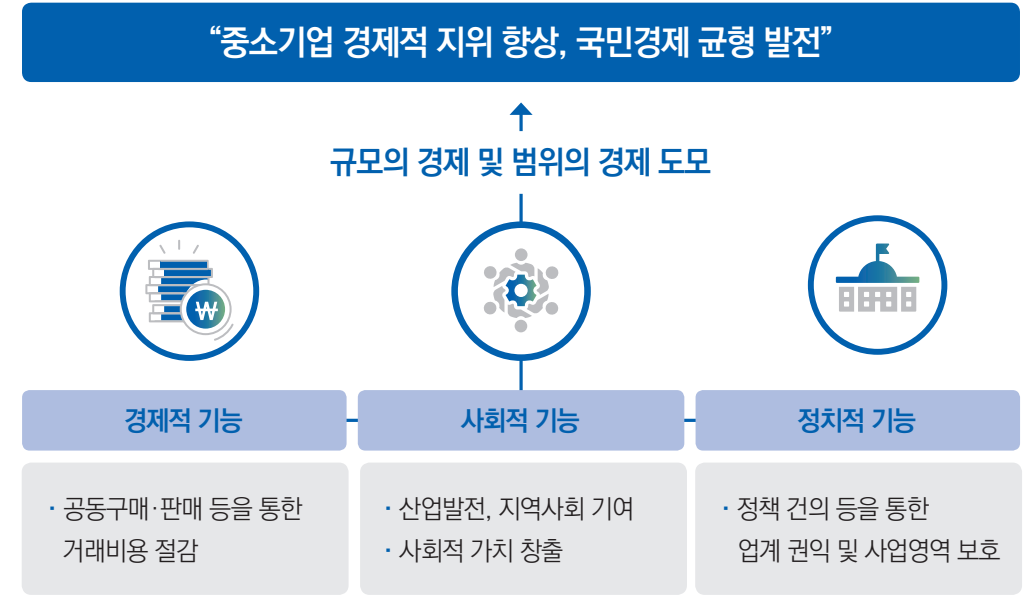 “중소기업 경제적 지위 향상, 국민경제 균형 발전”
규모의 경제 및 범위의 경제 도모
₩
경제적 기능
사회적 기능
정치적 기능
· 공동구매·판매 등을 통한
거래비용 절감
· 산업발전, 지역사회 기여
· 사회적 가치 창출
· 정책 건의 등을 통한
업계 권익 및 사업영역 보호